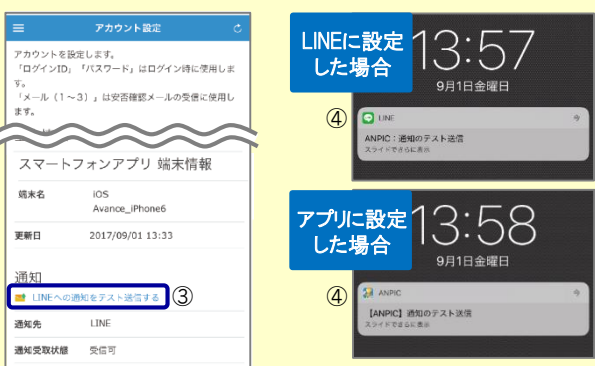 アカウント設定
アカウントを設定します。
「ログインID」「パスワード」はログイン時に使用しま
す。
「メール（1～3）」は安否確認メールの受信に使用し
ます。
スマートフォンアプリ 端末情報
端末名 iOS
Avance_iPhone6
更新日 2017/09/01 13:33
通知
LINEへの通知をテスト送信する ③
通知先 LINE
通知受取状態 受信可
LINEに設定
した場合
13:57
9月1日金曜日
④
LINE 今
ANPIC：通知のテスト送信
スライドでさらに表示
アプリに設定
した場合
13:58
9月1日金曜日
④
ANPIC 今
【ANPIC】通知のテスト送信
スライドでさらに表示